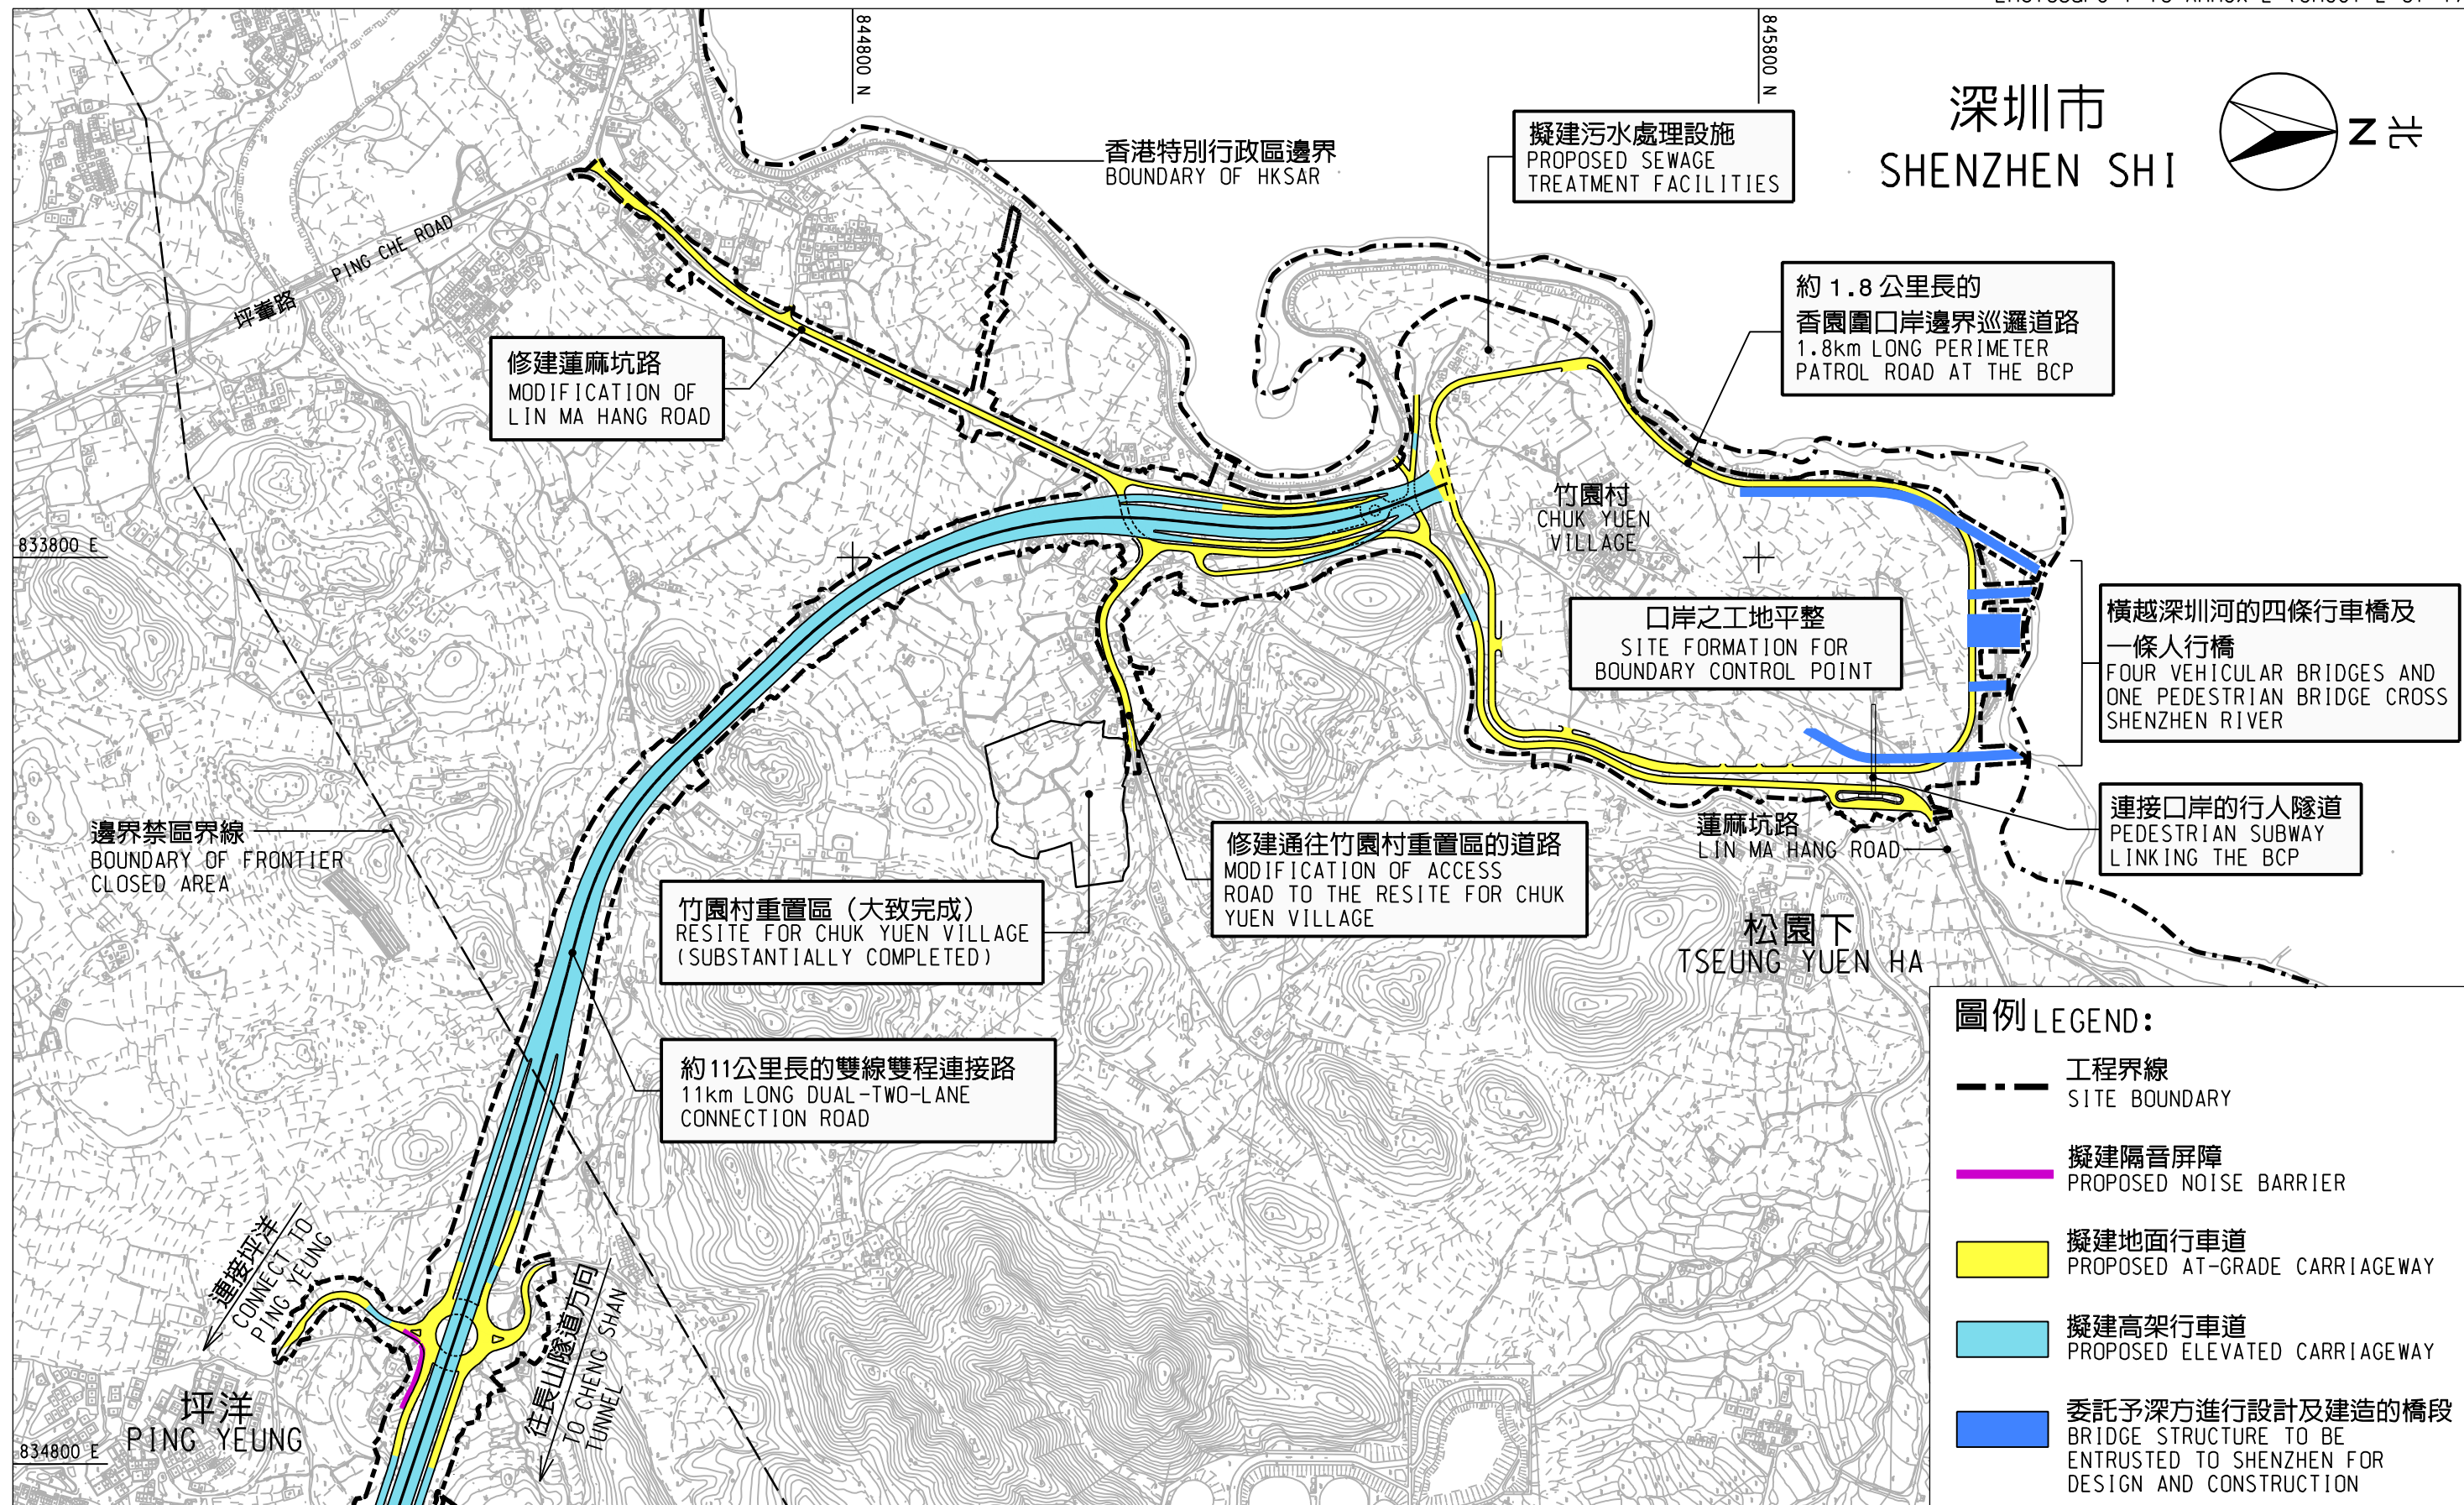 844800 N
845800 N
深圳市
SHENZHEN SHI
N 北
香港特別行政區邊界
BOUNDARY OF HKSAR
擬建污水處理設施
PROPOSED SEWAGE
TREATMENT FACILITIES
坪輋路
PING CHE ROAD
約 1.8 公里長的
香園圍口岸邊界巡邏道路
1.8km LONG PERIMETER
PATROL ROAD AT THE BCP
修建蓮麻坑路
MODIFICATION OF
LIN MA HANG ROAD
竹園村
CHUK YUEN
VILLAGE
833800 E
口岸之工地平整
SITE FORMATION FOR
BOUNDARY CONTROL POINT
橫越深圳河的四條行車橋及
一條人行橋
FOUR VEHICULAR BRIDGES AND
ONE PEDESTRIAN BRIDGE CROSS
SHENZHEN RIVER
連接口岸的行人隧道
PEDESTRIAN SUBWAY
LINKING THE BCP
蓮麻坑路
LIN MA HANG ROAD
邊界禁區界線
BOUNDARY OF FRONTIER
CLOSED AREA
修建通往竹園村重置區的道路
MODIFICATION OF ACCESS
ROAD TO THE RESITE FOR CHUK
YUEN VILLAGE
竹園村重置區（大致完成）
RESITE FOR CHUK YUEN VILLAGE
(SUBSTANTIALLY COMPLETED)
松園下
TSEUNG YUEN HA
約11公里長的雙線雙程連接路
11km LONG DUAL-TWO-LANE
CONNECTION ROAD
連接坪洋
CONNECT TO
PING YEUNG
往長山隧道方向
TO CHENG SHAN
TUNNEL
坪洋
PING YEUNG
834800 E
圖例 LEGEND:
工程界線
SITE BOUNDARY
擬建隔音屏障
PROPOSED NOISE BARRIER
擬建地面行車道
PROPOSED AT-GRADE CARRIAGEWAY
擬建高架行車道
PROPOSED ELEVATED CARRIAGEWAY
委託予深方進行設計及建造的橋段
BRIDGE STRUCTURE TO BE
ENTRUSTED TO SHENZHEN FOR
DESIGN AND CONSTRUCTION